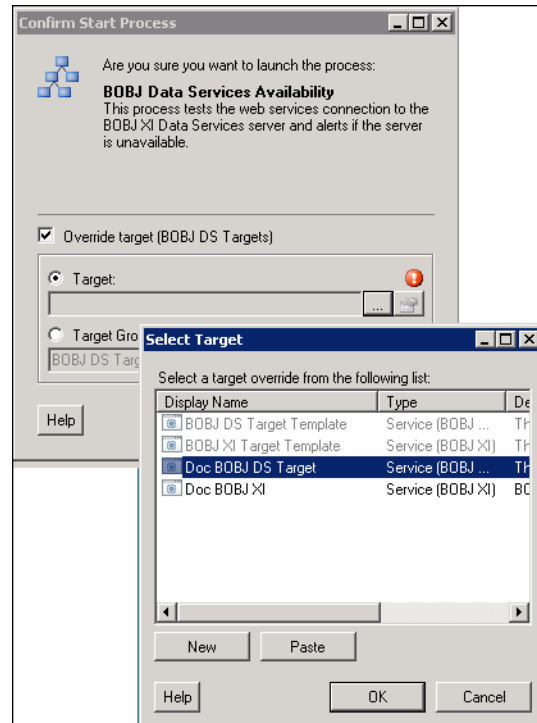 Confirm Start Process
Are you sure you want to launch the process:
BOBJ Data Services Availability
This process tests the web services connection to the
BOBJ XI Data Services server and alerts if the server
is unavailable.
Override target (BOBJ DS Targets)
Target:
...
Target Gro
BOBJ DS Targ
Help
Select Target
Select a target override from the following list:
Display Name Type De
BOBJ DS Target Template Service (BOBJ ... Th
BOBJ XI Target Template Service (BOBJ XI) Th
Doc BOBJ DS Target Service (BOBJ ... Th
Doc BOBJ XI Service (BOBJ XI) BO
New Paste
Help OK Cancel